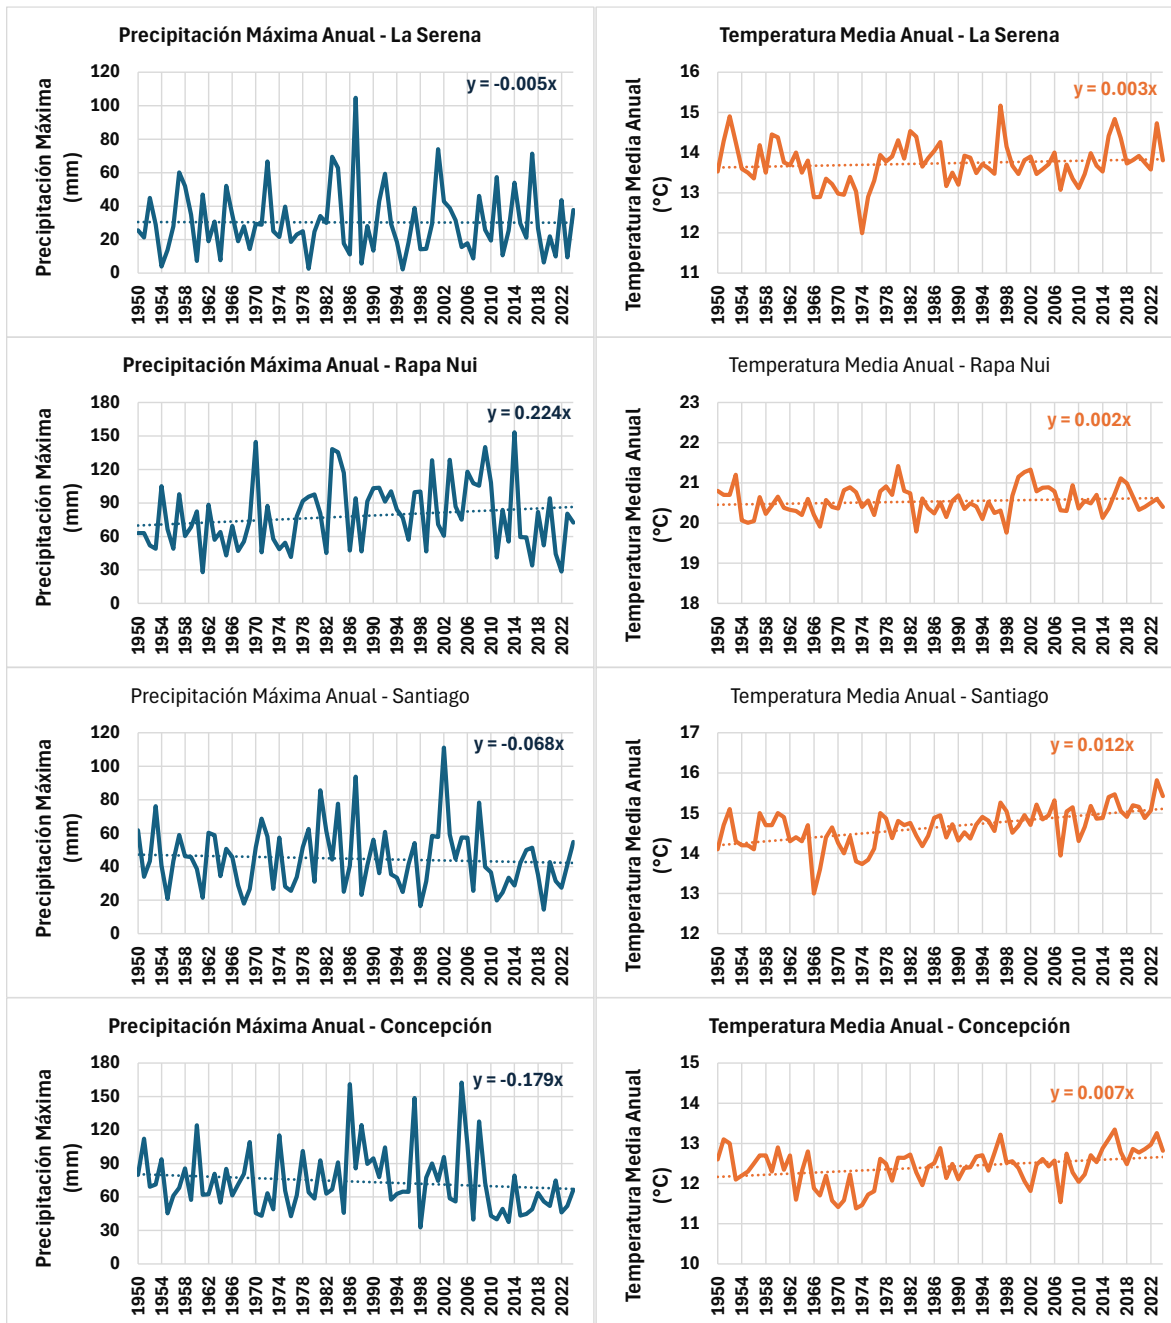 Precipitación Máxima Anual - La Serena
y = -0.005x
Precipitación Máxima
(mm)
120
100
80
60
40
20
0
1950 1954 1958 1962 1966 1970 1974 1978 1982 1986 1990 1994 1998 2002 2006 2010 2014 2018 2022
Temperatura Media Anual - La Serena
y = 0.003x
Temperatura Media Anual
(°C)
16
15
14
13
12
11
1950 1954 1958 1962 1966 1970 1974 1978 1982 1986 1990 1994 1998 2002 2006 2010 2014 2018 2022
Precipitación Máxima Anual - Rapa Nui
y = 0.224x
Precipitación Máxima
(mm)
180
150
120
90
60
30
0
1950 1954 1958 1962 1966 1970 1974 1978 1982 1986 1990 1994 1998 2002 2006 2010 2014 2018 2022
Temperatura Media Anual - Rapa Nui
y = 0.002x
Temperatura Media Anual
(°C)
23
22
21
20
19
18
1950 1954 1958 1962 1966 1970 1974 1978 1982 1986 1990 1994 1998 2002 2006 2010 2014 2018 2022
Precipitación Máxima Anual - Santiago
y = -0.068x
Precipitación Máxima
(mm)
120
100
80
60
40
20
0
1950 1954 1958 1962 1966 1970 1974 1978 1982 1986 1990 1994 1998 2002 2006 2010 2014 2018 2022
Temperatura Media Anual - Santiago
y = 0.012x
Temperatura Media Anual
(°C)
17
16
15
14
13
12
1950 1954 1958 1962 1966 1970 1974 1978 1982 1986 1990 1994 1998 2002 2006 2010 2014 2018 2022
Precipitación Máxima Anual - Concepción
y = -0.179x
Precipitación Máxima
(mm)
180
150
120
90
60
30
0
1950 1954 1958 1962 1966 1970 1974 1978 1982 1986 1990 1994 1998 2002 2006 2010 2014 2018 2022
Temperatura Media Anual - Concepción
y = 0.007x
Temperatura Media Anual
(°C)
15
14
13
12
11
10
1950 1954 1958 1962 1966 1970 1974 1978 1982 1986 1990 1994 1998 2002 2006 2010 2014 2018 2022